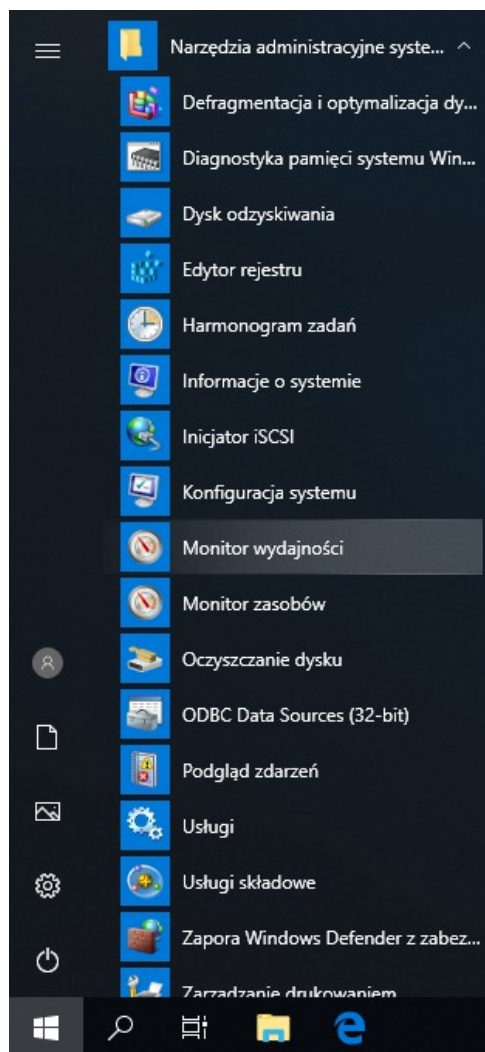 Narzędzia administracyjne syste...
Defragmentacja i optymalizacja dy...
Diagnostyka pamięci systemu Win...
Dysk odzyskiwania
Edytor rejestru
Harmonogram zadań
Informacje o systemie
Inicjator iSCSI
Konfiguracja systemu
Monitor wydajności
Monitor zasobów
Oczyszczanie dysku
ODBC Data Sources (32-bit)
Podgląd zdarzeń
Usługi
Usługi składowe
Zapora Windows Defender z zabez...
Zarządzanie drukowaniem